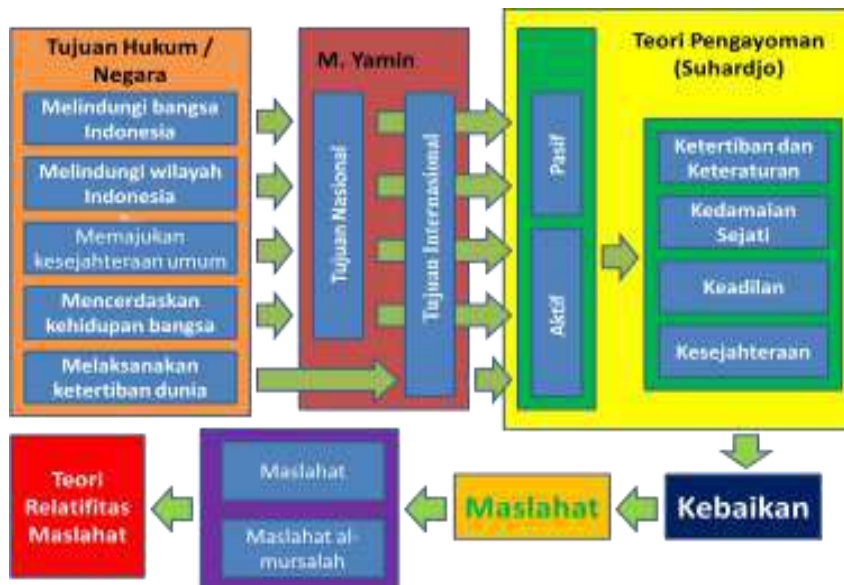 Tujuan Hukum /
Negara
Melindungi bangsa
Indonesia
Melindungi wilayah
Indonesia
Memajukan
kesejahteraan umum
Mencerdaskan
kehidupan bangsa
Melaksanakan
ketertiban dunia
M. Yamin
Tujuan Nasional
Tujuan Internasional
Teori Pengayoman
(Suhardjo)
Pasif
Aktif
Ketertiban dan
Keteraturan
Kedamaian
Sejati
Keadilan
Kesejahteraan
Kebaikan
Maslahat
Maslahat
Maslahat al-
mursalah
Teori
Relatifitas
Maslahat